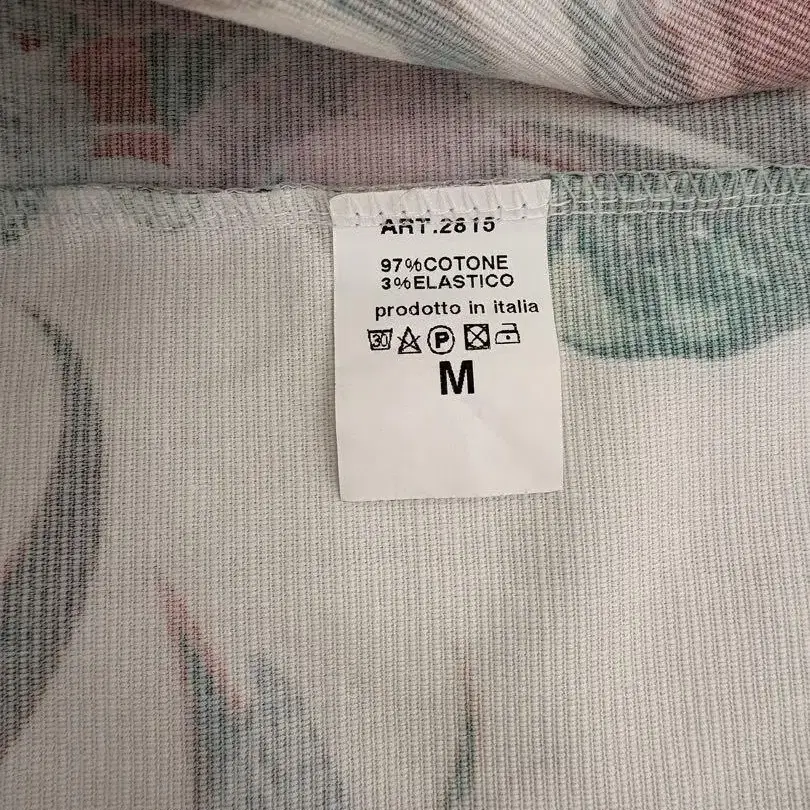 ART.2815
97%COTONE
3%ELASTICO
prodotto in italia
30 P
M